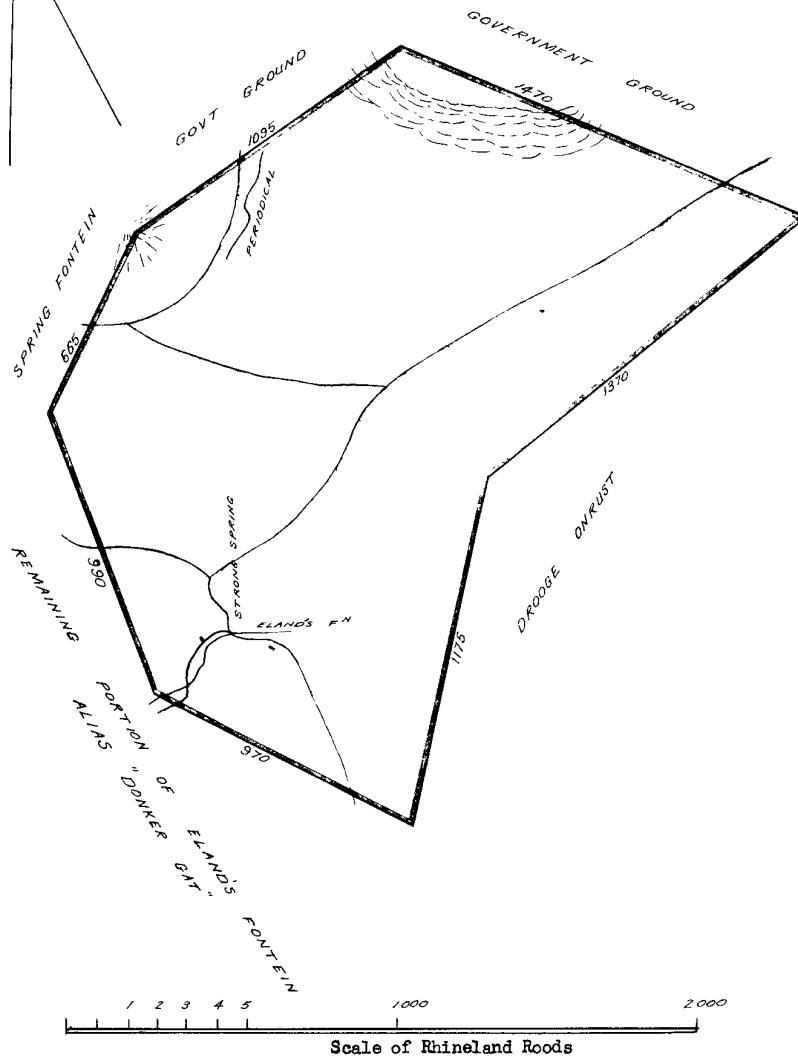 GOVERNMENT GROUND
GOVT GROUND
1470
1095
PERIODICAL
SPRING FONTEIN
665
1370
STRONG SPRING
DROOGE ONRUST
REMAINING PORTION OF ELAND'S FONTEIN
ALIAS "DONKER GAT"
990
ELAND'S FN
1175
970
1 2 3 4 5 1000 2000
Scale of Rhineland Roods